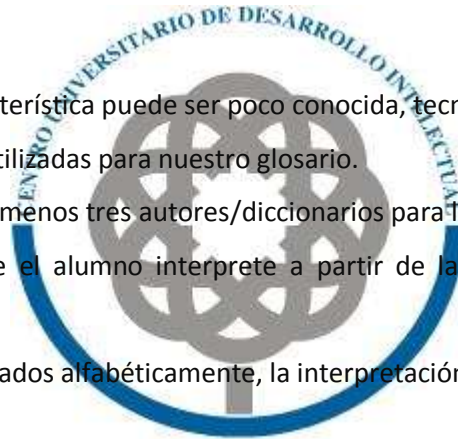 CENTRO UNIVERSITARIO DE DESARROLLO INTELECTUAL
terística puede ser poco conocida, tecn
tilizadas para nuestro glosario.
menos tres autores/diccionarios para l
e el alumno interprete a partir de la
ados alfabéticamente, la interpretación